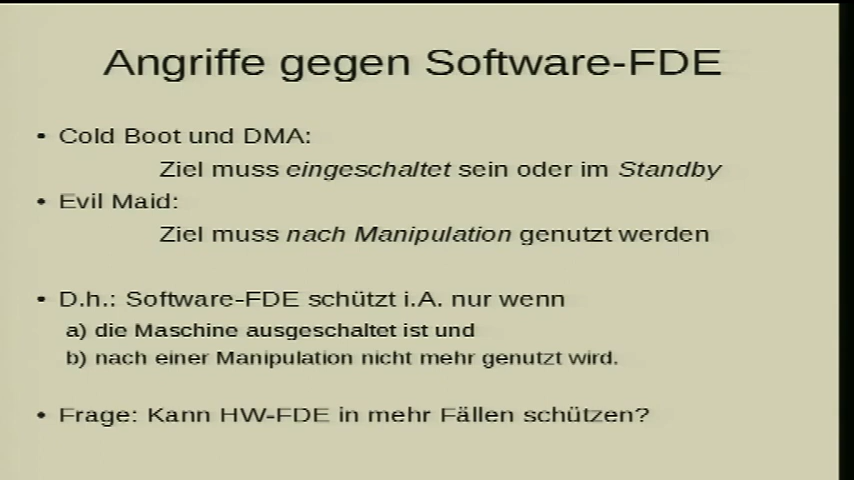 Angriffe gegen Software-FDE
• Cold Boot und DMA:
Ziel muss eingeschaltet sein oder im Standby
• Evil Maid:
Ziel muss nach Manipulation genutzt werden
• D.h.: Software-FDE schützt i.A. nur wenn
a) die Maschine ausgeschaltet ist und
b) nach einer Manipulation nicht mehr genutzt wird.
• Frage: Kann HW-FDE in mehr Fällen schützen?